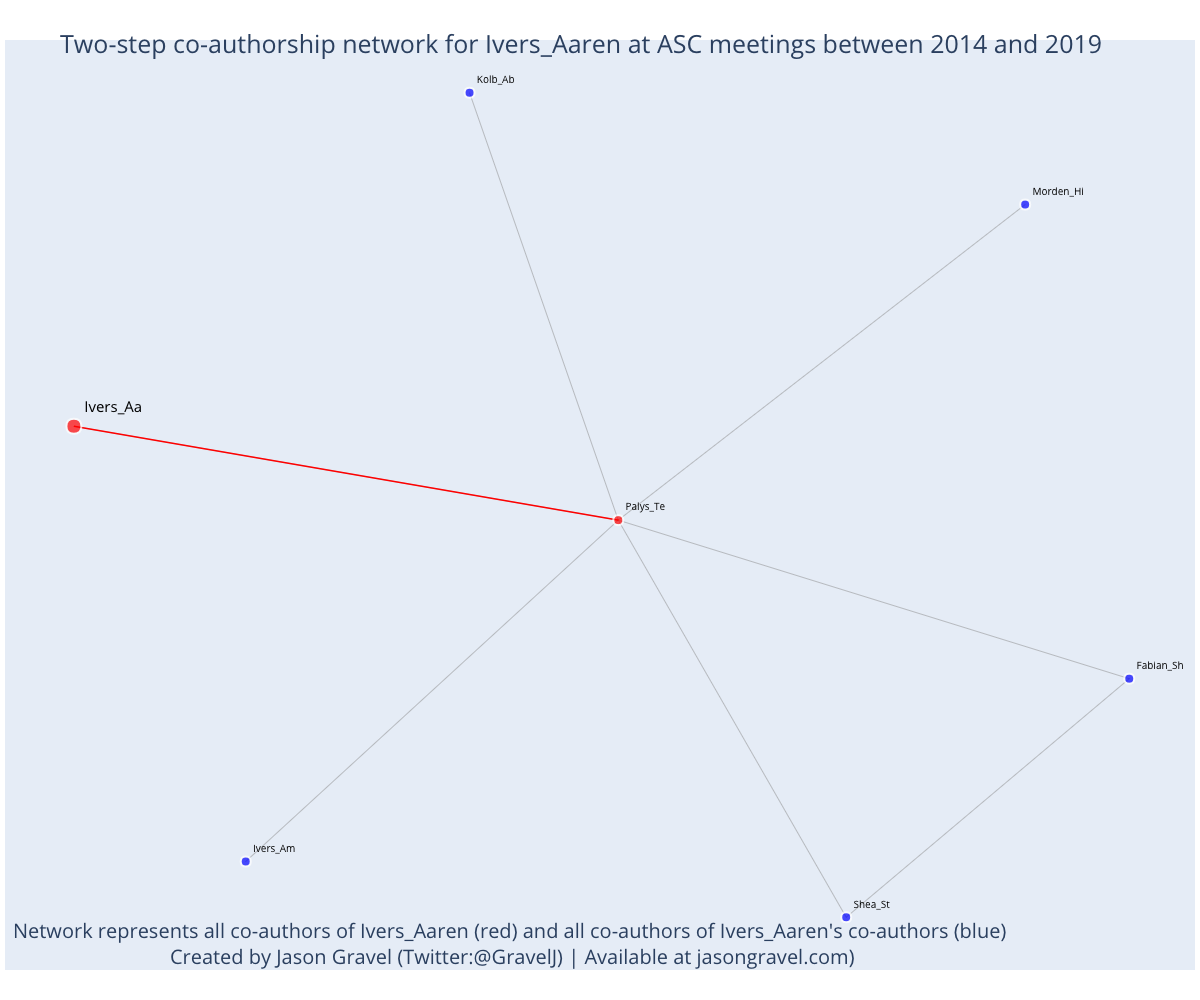 Two-step co-authorship network for Ivers_Aaren at ASC meetings between 2014 and 2019
Kolb_Ab
Morden_Hi
Ivers_Aa
Palys_Te
Fabian_Sh
Ivers_Am
Shea_St
Network represents all co-authors of Ivers_Aaren (red) and all co-authors of Ivers_Aaren's co-authors (blue)
Created by Jason Gravel (Twitter:@GravelJ) | Available at jasongravel.com)